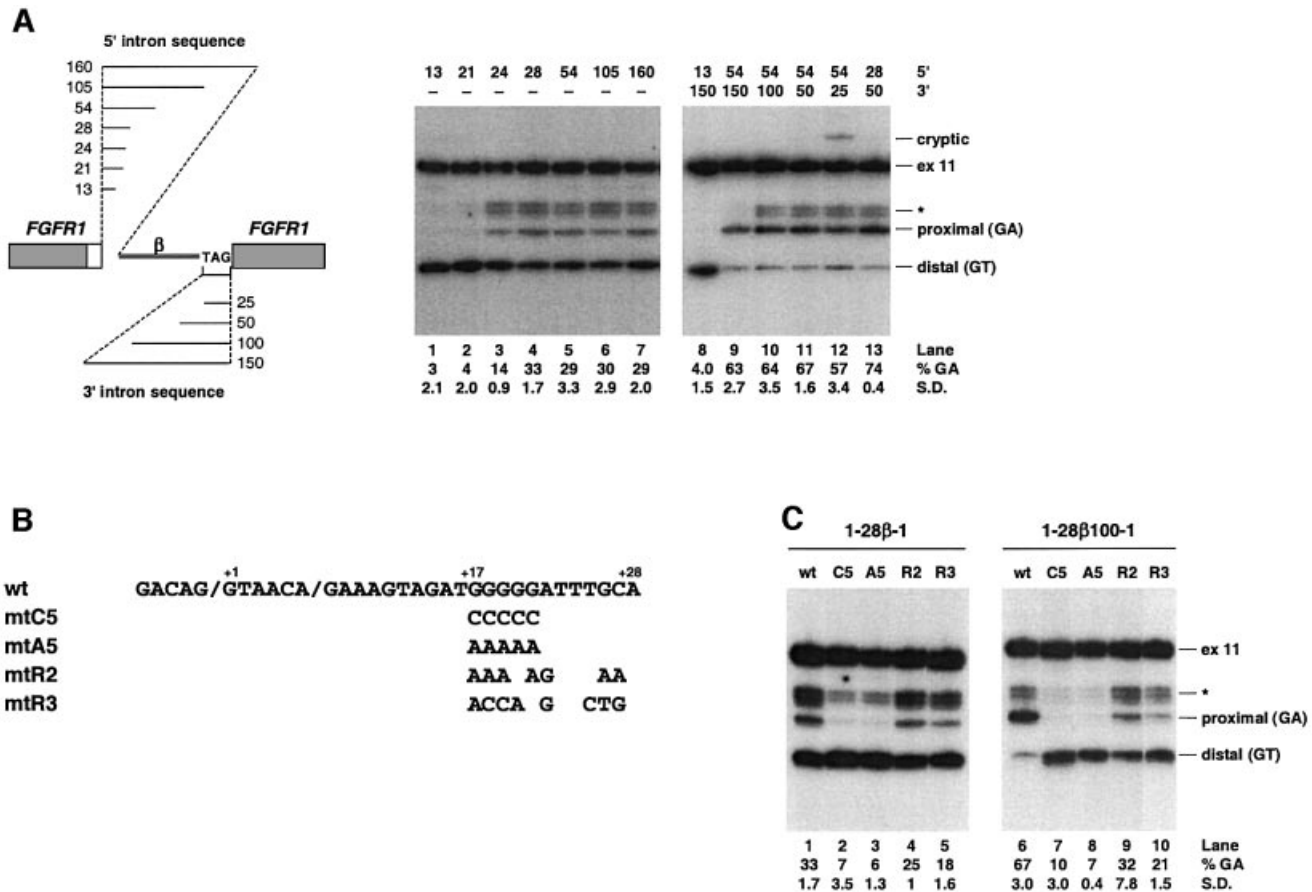 A
5' intron sequence
160
105
54
28
24
21
13
FGFR1
β
TAG
FGFR1
25
50
100
150
3' intron sequence
13 21 24 28 54 105 160
– – – – – – –
13 54 54 54 54 28 5'
150 150 100 50 25 50 3'
cryptic
ex 11
*
proximal (GA)
distal (GT)
1 2 3 4 5 6 7
3 4 14 33 29 30 29
2.1 2.0 0.9 1.7 3.3 2.9 2.0
8 9 10 11 12 13 Lane
4.0 63 64 67 57 74 % GA
1.5 2.7 3.5 1.6 3.4 0.4 S.D.
B
+1 +17 +28
wt GACAG/GTAACA/GAAAGTAGATGGGGGATTTGCA
mtC5 CCCCC
mtA5 AAAAA
mtR2 AAA AG AA
mtR3 ACCA G CTG
C
1-28β-1
wt C5 A5 R2 R3
1-28β100-1
wt C5 A5 R2 R3
ex 11
*
proximal (GA)
distal (GT)
1 2 3 4 5
33 7 6 25 18
1.7 3.5 1.3 1 1.6
6 7 8 9 10 Lane
67 10 7 32 21 % GA
3.0 3.0 0.4 7.8 1.5 S.D.